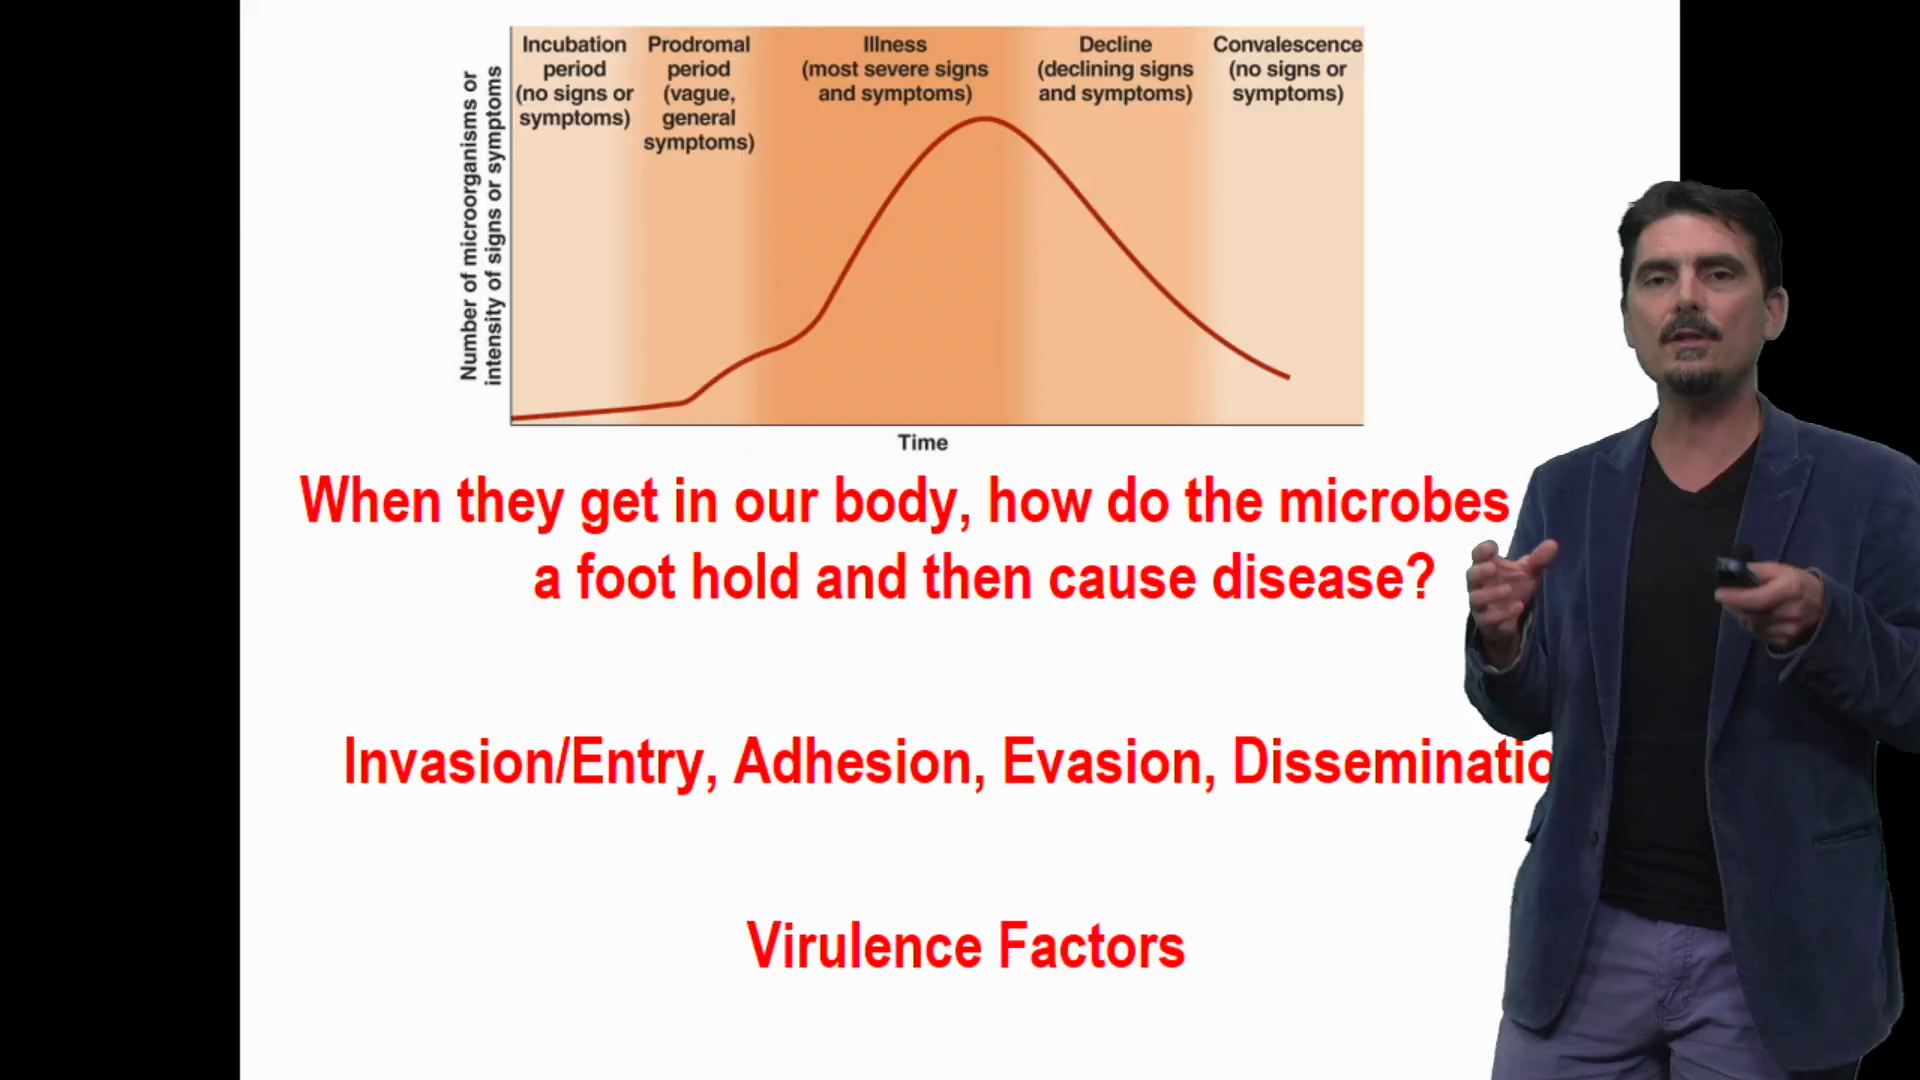 Incubation period (no signs or symptoms)
Prodromal period (vague, general symptoms)
Illness (most severe signs and symptoms)
Decline (declining signs and symptoms)
Convalescence (no signs or symptoms)
Number of microorganisms or
intensity of signs or symptoms
Time
When they get in our body, how do the microbes
a foot hold and then cause disease?
Invasion/Entry, Adhesion, Evasion,
Virulence Factors